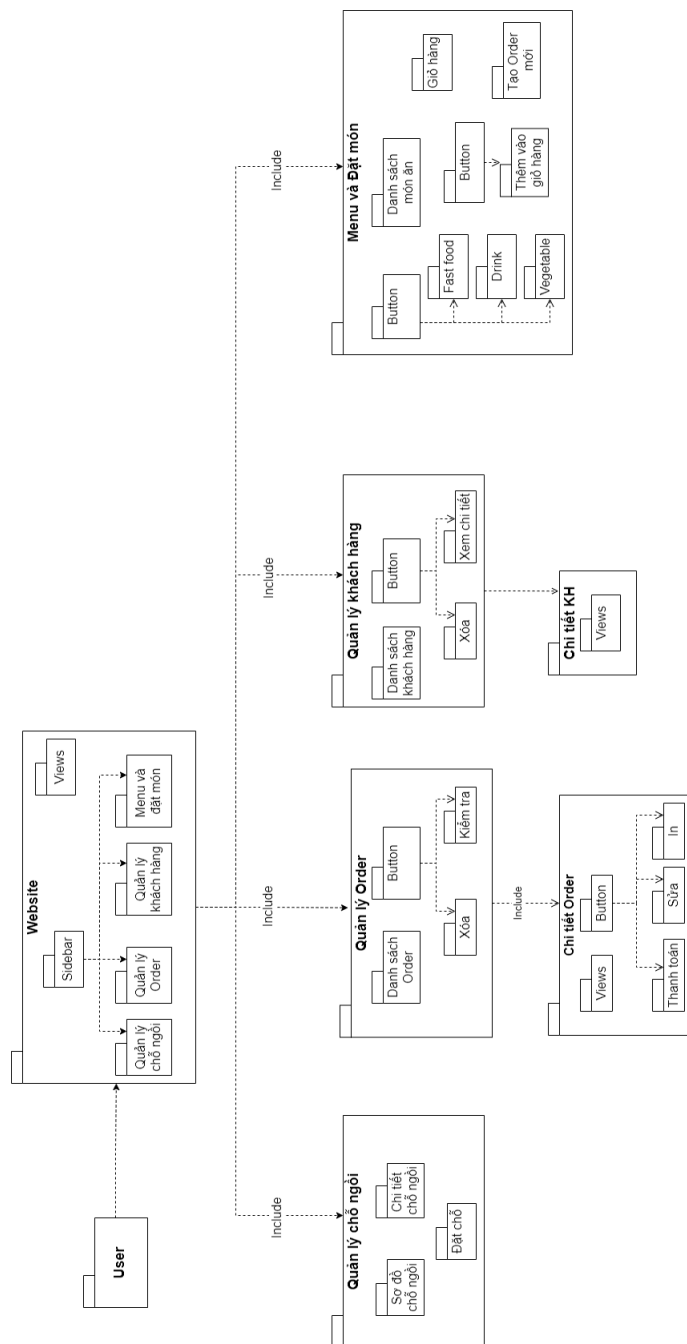 User
Website
Sidebar
Views
Quản lý
chỗ ngồi
Quản lý
Order
Quản lý
khách hàng
Menu và
đặt món
Include
Include
Include
Include
Quản lý chỗ ngồi
Sơ đồ
chỗ ngồi
Chi tiết
chỗ ngồi
Đặt chỗ
Quản lý Order
Danh sách
Order
Button
Xóa
Kiểm tra
Include
Chi tiết Order
Views
Button
Thanh toán
Sửa
In
Quản lý khách hàng
Danh sách
khách hàng
Button
Xóa
Xem chi tiết
Chi tiết KH
Views
Menu và Đặt món
Button
Danh sách
món ăn
Giỏ hàng
Fast food
Drink
Vegetable
Button
Thêm vào
giỏ hàng
Tạo Order
mới